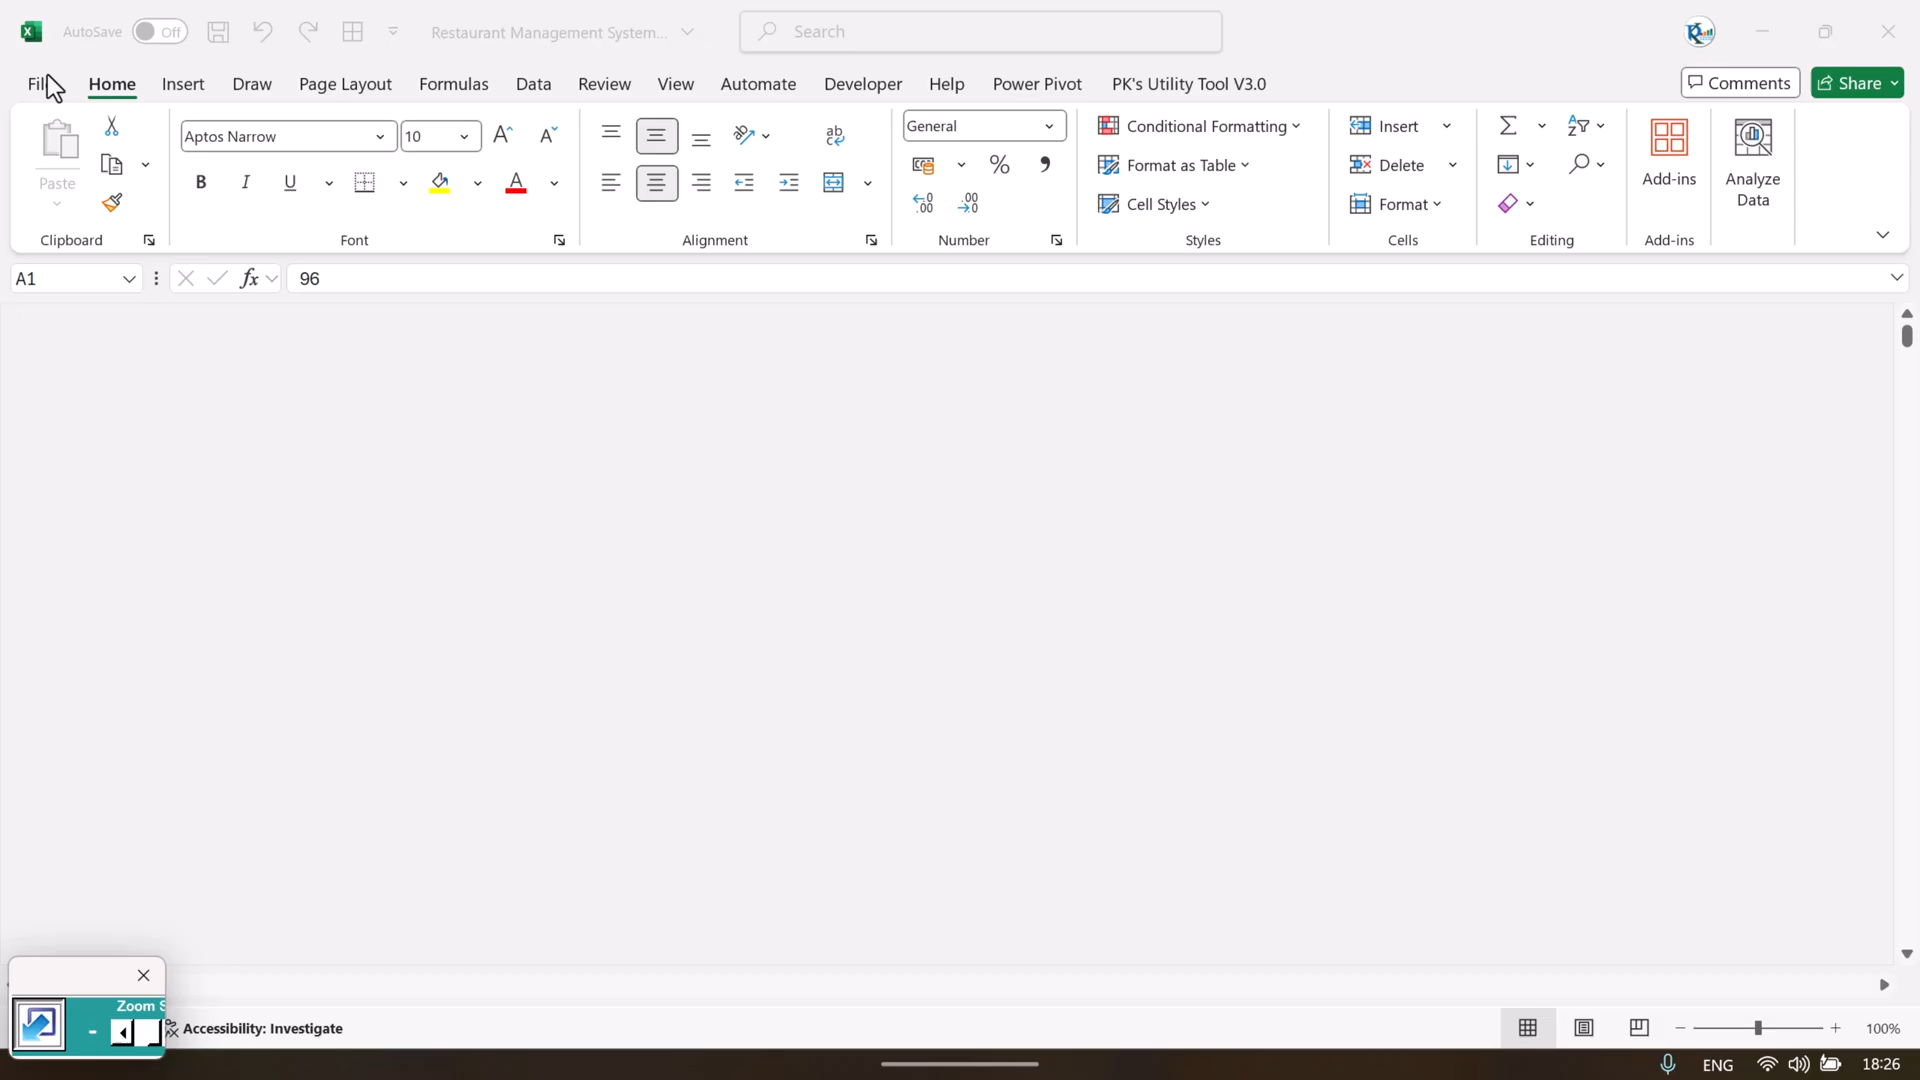 AutoSave Off Restaurant Management System... Search
File Home Insert Draw Page Layout Formulas Data Review View Automate Developer Help Power Pivot PK's Utility Tool V3.0 Comments Share
Aptos Narrow 10 General Conditional Formatting Insert
Paste B I U A ab % Format as Table Delete Add-ins Analyze Data
Cell Styles Format
Clipboard Font Alignment Number Styles Cells Editing Add-ins
A1 fx 96
Zoom S
Accessibility: Investigate 100%
ENG 18:26